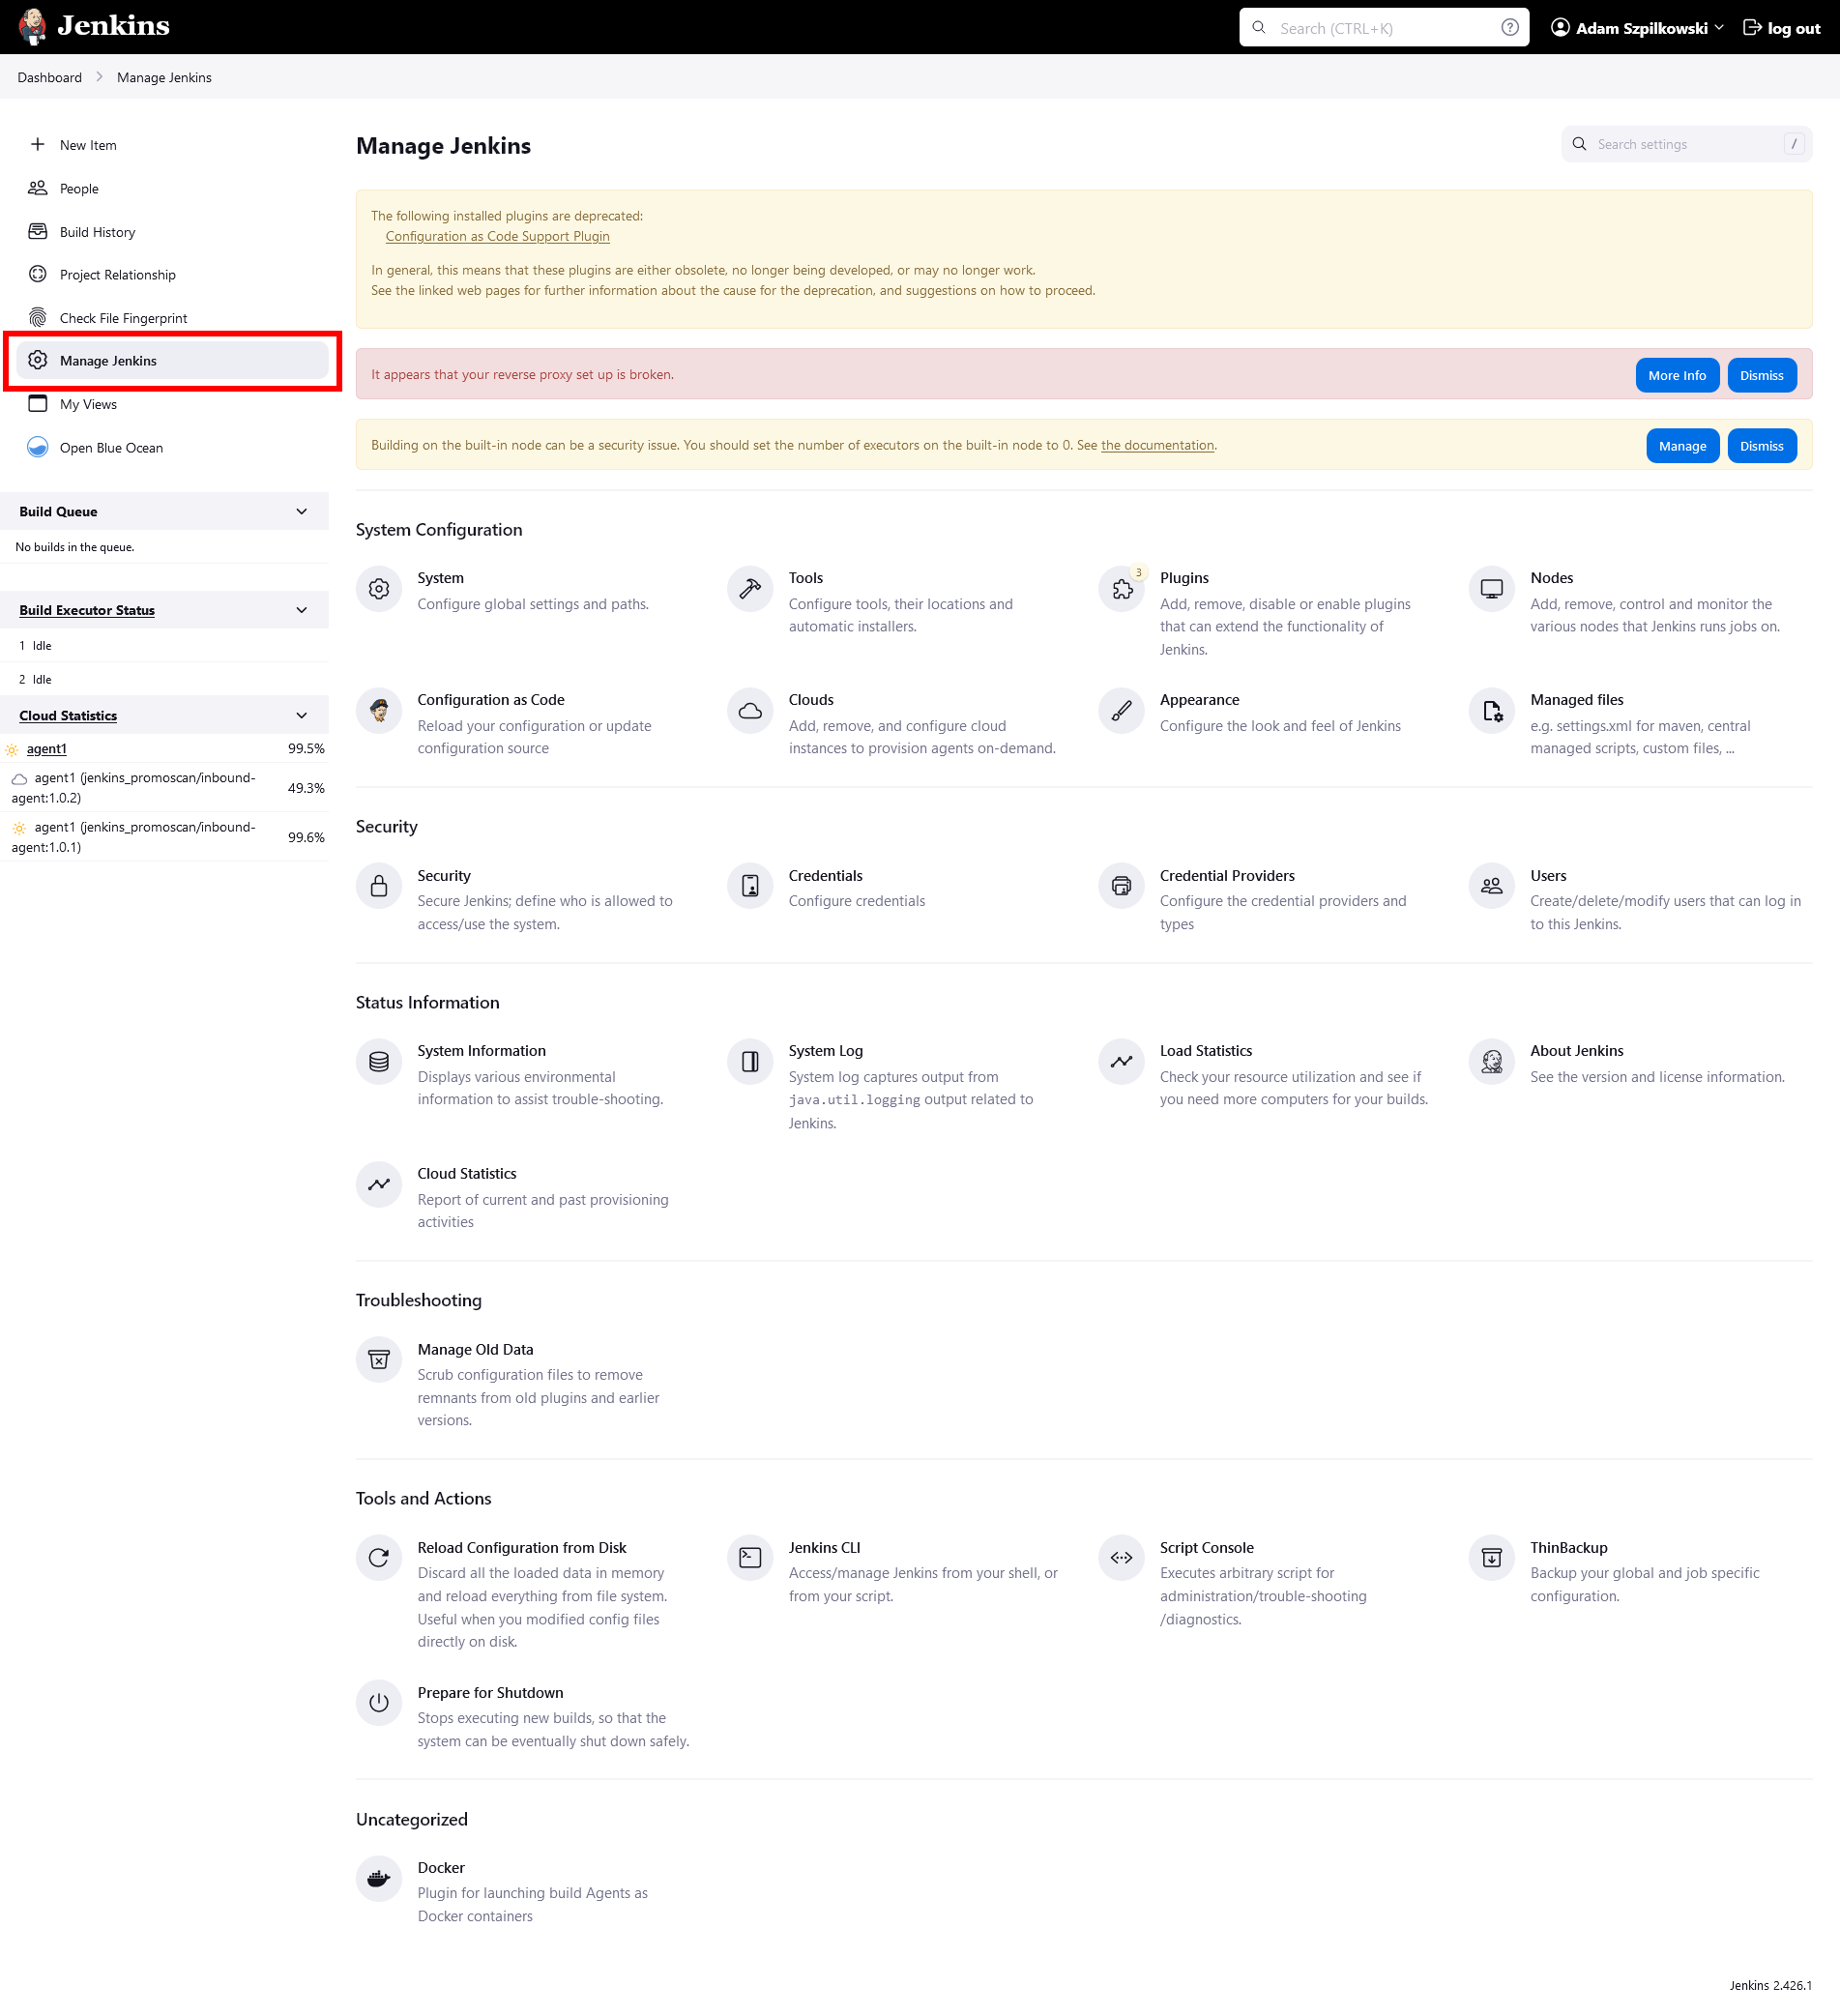 Jenkins
Search (CTRL+K)
Adam Szpilkowski
log out
Dashboard
Manage Jenkins
New Item
People
Build History
Project Relationship
Check File Fingerprint
Manage Jenkins
My Views
Open Blue Ocean
Build Queue
No builds in the queue.
Build Executor Status
1 Idle
2 Idle
Cloud Statistics
agent1 99.5%
agent1 (jenkins_promoscan/inbound-
agent:1.0.2)
49.3%
agent1 (jenkins_promoscan/inbound-
agent:1.0.1)
99.6%
Manage Jenkins
Search settings /
The following installed plugins are deprecated:
Configuration as Code Support Plugin
In general, this means that these plugins are either obsolete, no longer being developed, or may no longer work.
See the linked web pages for further information about the cause for the deprecation, and suggestions on how to proceed.
It appears that your reverse proxy set up is broken.
More Info
Dismiss
Building on the built-in node can be a security issue. You should set the number of executors on the built-in node to 0. See the documentation.
Manage
Dismiss
System Configuration
System
Configure global settings and paths.
Tools
Configure tools, their locations and
automatic installers.
3
Plugins
Add, remove, disable or enable plugins
that can extend the functionality of
Jenkins.
Nodes
Add, remove, control and monitor the
various nodes that Jenkins runs jobs on.
Configuration as Code
Reload your configuration or update
configuration source
Clouds
Add, remove, and configure cloud
instances to provision agents on-demand.
Appearance
Configure the look and feel of Jenkins
Managed files
e.g. settings.xml for maven, central
managed scripts, custom files, ...
Security
Security
Secure Jenkins; define who is allowed to
access/use the system.
Credentials
Configure credentials
Credential Providers
Configure the credential providers and
types
Users
Create/delete/modify users that can log in
to this Jenkins.
Status Information
System Information
Displays various environmental
information to assist trouble-shooting.
System Log
System log captures output from
java.util.logging output related to
Jenkins.
Load Statistics
Check your resource utilization and see if
you need more computers for your builds.
About Jenkins
See the version and license information.
Cloud Statistics
Report of current and past provisioning
activities
Troubleshooting
Manage Old Data
Scrub configuration files to remove
remnants from old plugins and earlier
versions.
Tools and Actions
Reload Configuration from Disk
Discard all the loaded data in memory
and reload everything from file system.
Useful when you modified config files
directly on disk.
Jenkins CLI
Access/manage Jenkins from your shell, or
from your script.
Script Console
Executes arbitrary script for
administration/trouble-shooting
/diagnostics.
ThinBackup
Backup your global and job specific
configuration.
Prepare for Shutdown
Stops executing new builds, so that the
system can be eventually shut down safely.
Uncategorized
Docker
Plugin for launching build Agents as
Docker containers
Jenkins 2.426.1